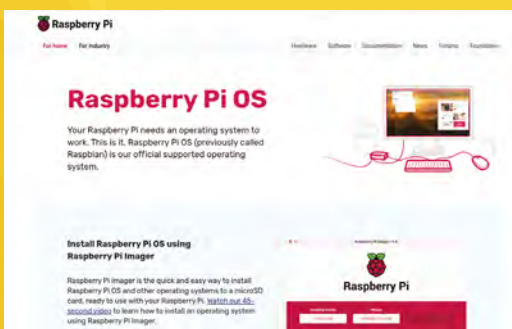 Raspberry Pi
For home For industry
Hardware Software Documentation News Forums Foundation
Raspberry Pi OS
Your Raspberry Pi needs an operating system to
work. This is it. Raspberry Pi OS (previously called
Raspbian) is our official supported operating
system.
Install Raspberry Pi OS using
Raspberry Pi Imager
Raspberry Pi Imager is the quick and easy way to install
Raspberry Pi OS and other operating systems to a microSD
card, ready to use with your Raspberry Pi. Watch our 45-
second video to learn how to install an operating system
using Raspberry Pi Imager.
Raspberry Pi